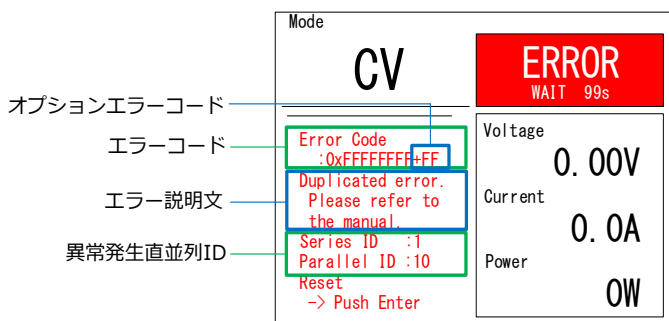 Mode
CV
ERROR
WAIT 99s
オプションエラーコード
エラーコード
エラー説明文
異常発生直並列ID
Error Code
:0xFFFFFFFF+FF
Duplicated error.
Please refer to
the manual.
Series ID :1
Parallel ID :10
Reset
-> Push Enter
Voltage
0.00V
Current
0.0A
Power
0W